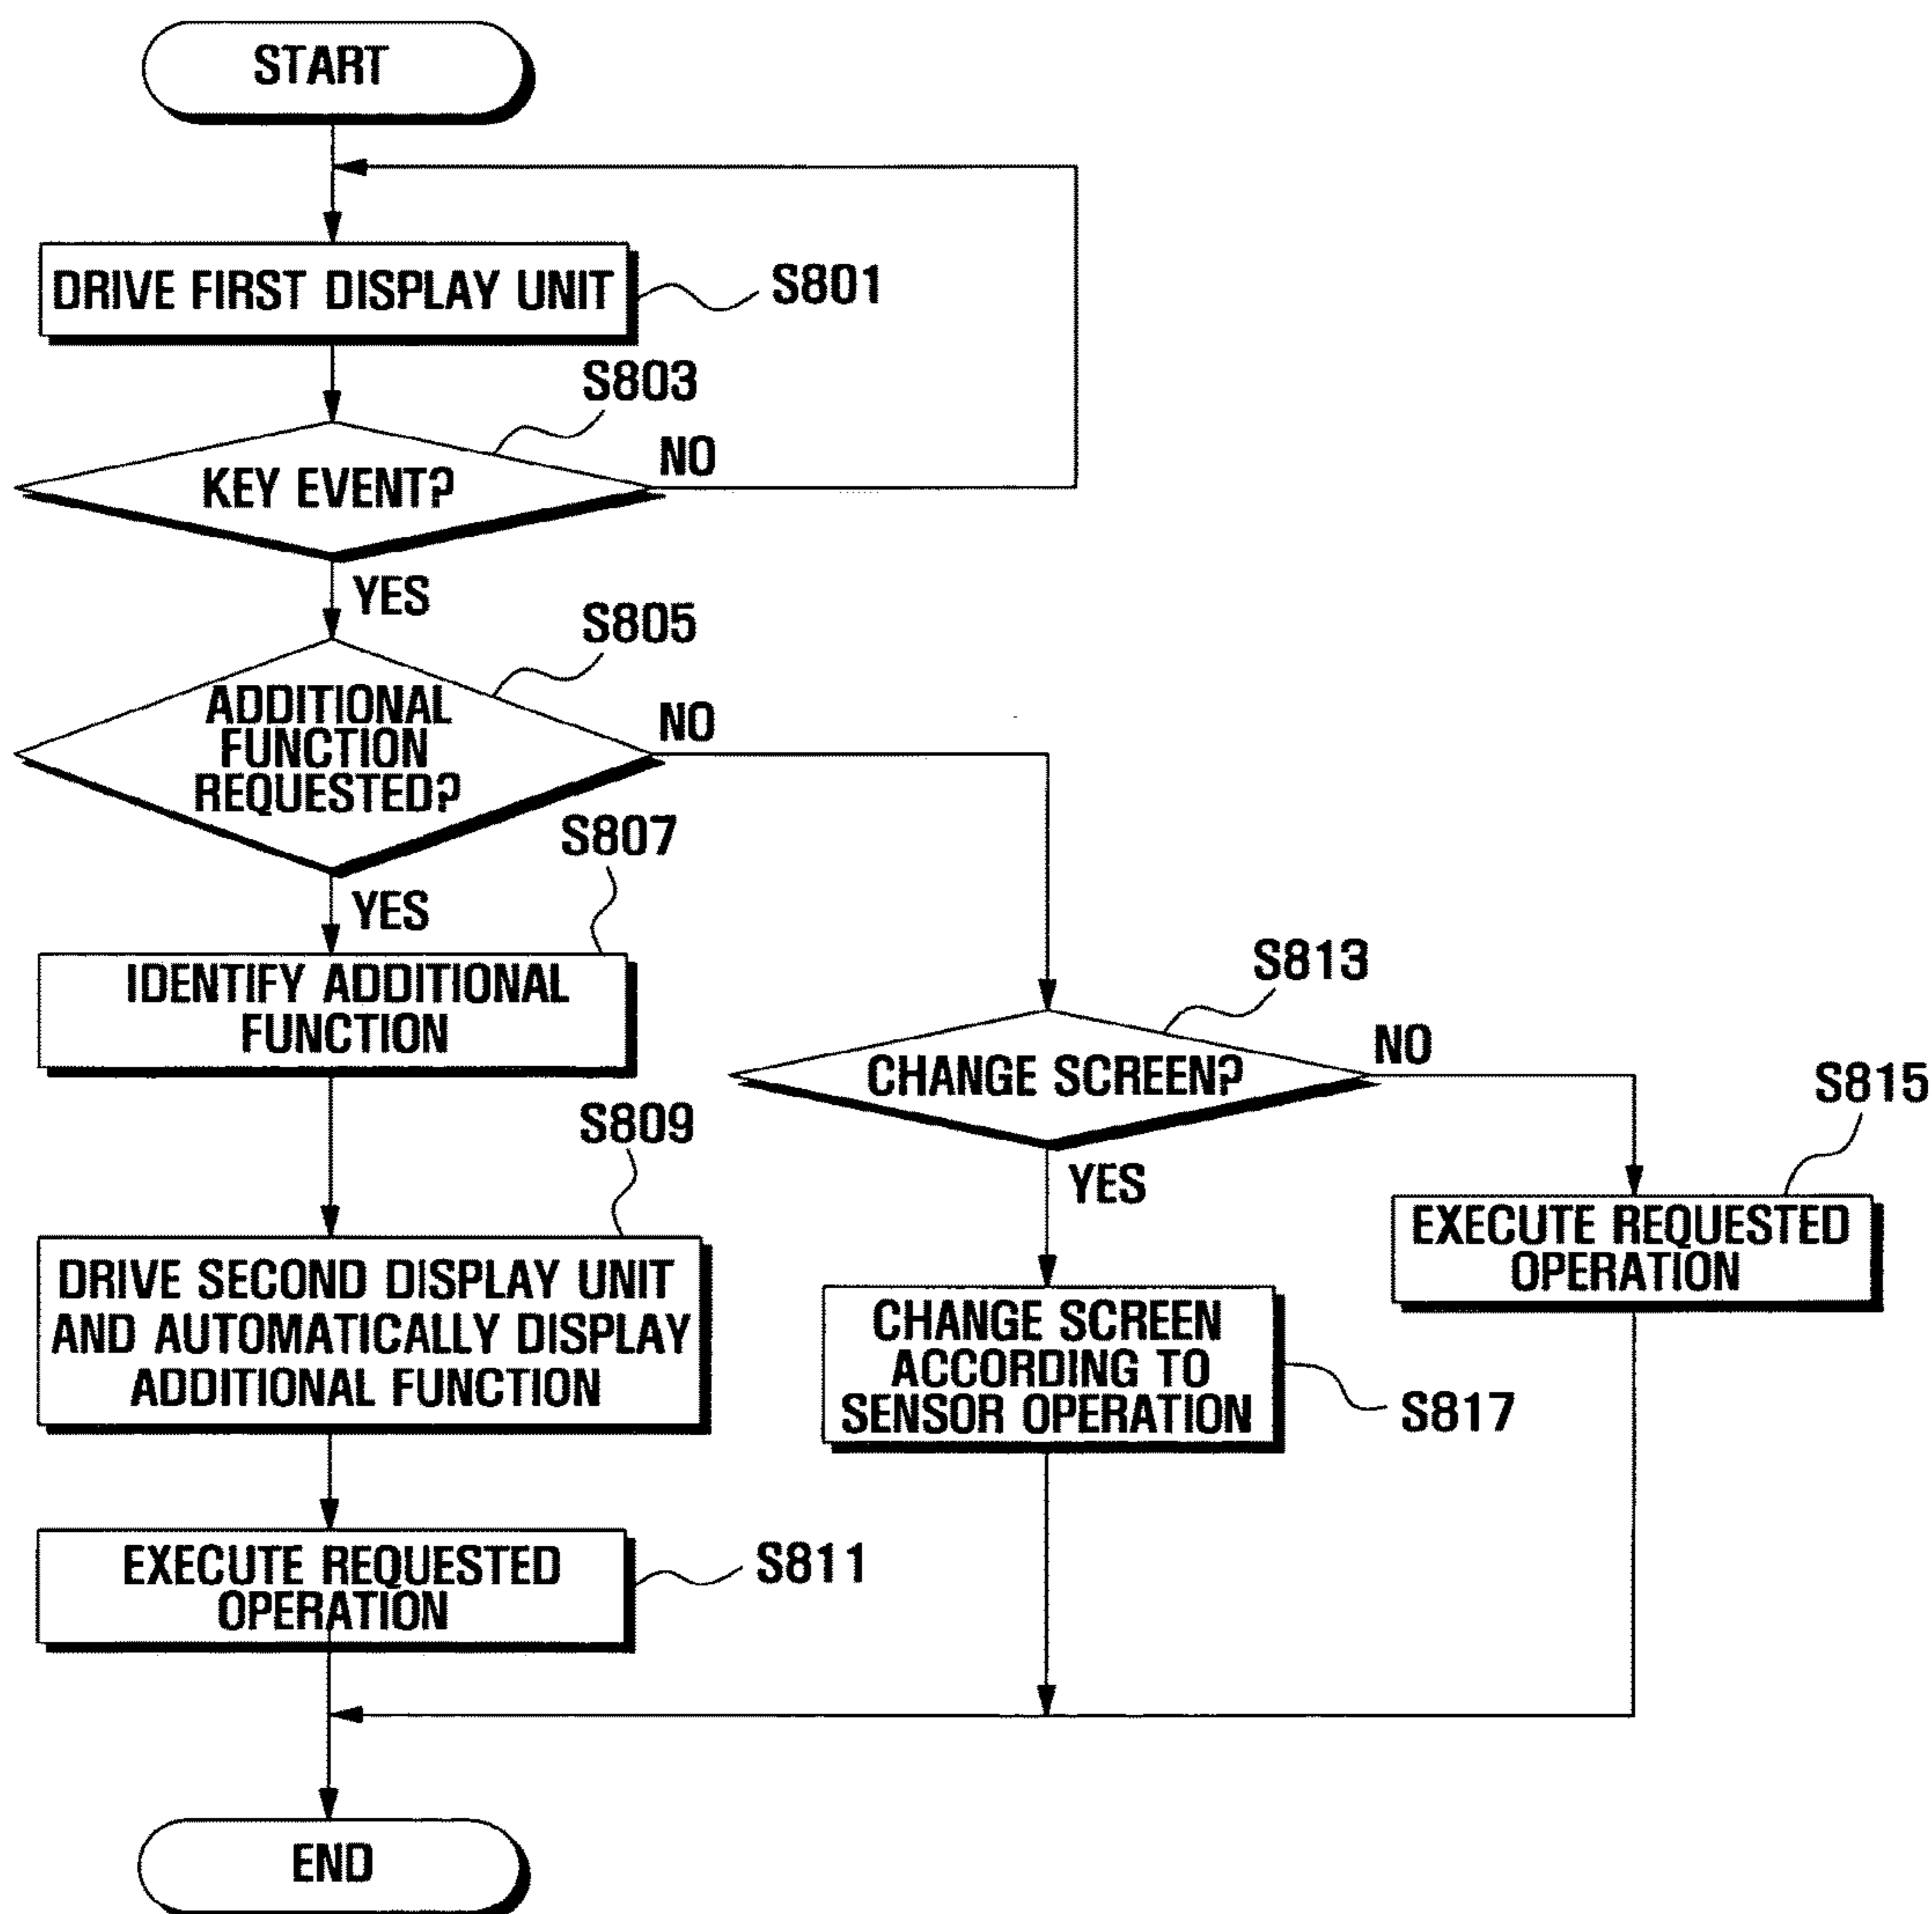 START
DRIVE FIRST DISPLAY UNIT
S801
S803
KEY EVENT?
NO
YES
S805
ADDITIONAL
FUNCTION
REQUESTED?
NO
S807
YES
IDENTIFY ADDITIONAL
FUNCTION
S813
CHANGE SCREEN?
NO
S815
YES
EXECUTE REQUESTED
OPERATION
S809
DRIVE SECOND DISPLAY UNIT
AND AUTOMATICALLY DISPLAY
ADDITIONAL FUNCTION
CHANGE SCREEN
ACCORDING TO
SENSOR OPERATION
S817
EXECUTE REQUESTED
OPERATION
S811
END